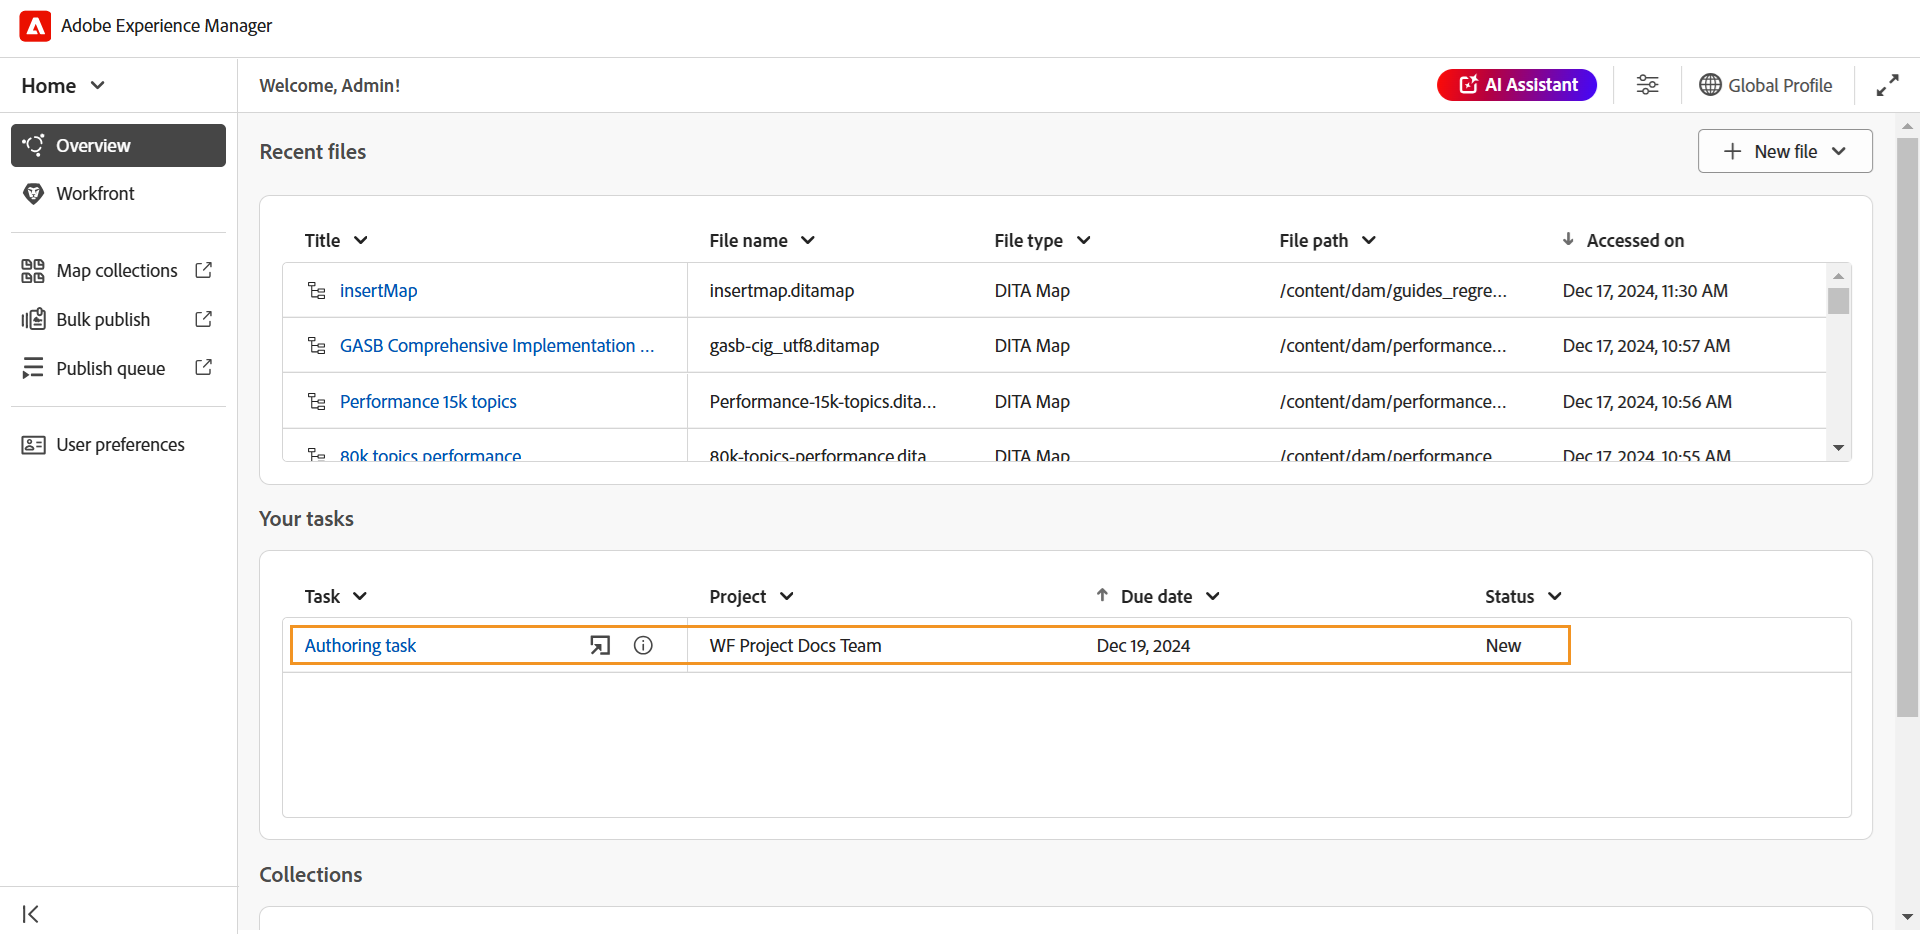 Adobe Experience Manager
Home
Welcome, Admin!
AI Assistant
Global Profile
Overview
Workfront
Map collections
Bulk publish
Publish queue
User preferences
Recent files
New file
Title File name File type File path Accessed on
insertMap insertmap.ditamap DITA Map /content/dam/guides_regre... Dec 17, 2024, 11:30 AM
GASB Comprehensive Implementation ... gasb-cig_utf8.ditamap DITA Map /content/dam/performance... Dec 17, 2024, 10:57 AM
Performance 15k topics Performance-15k-topics.dita... DITA Map /content/dam/performance... Dec 17, 2024, 10:56 AM
80k topics performance 80k-topics-performance.dita DITA Map /content/dam/performance Dec 17, 2024, 10:55 AM
Your tasks
Task Project Due date Status
Authoring task WF Project Docs Team Dec 19, 2024 New
Collections